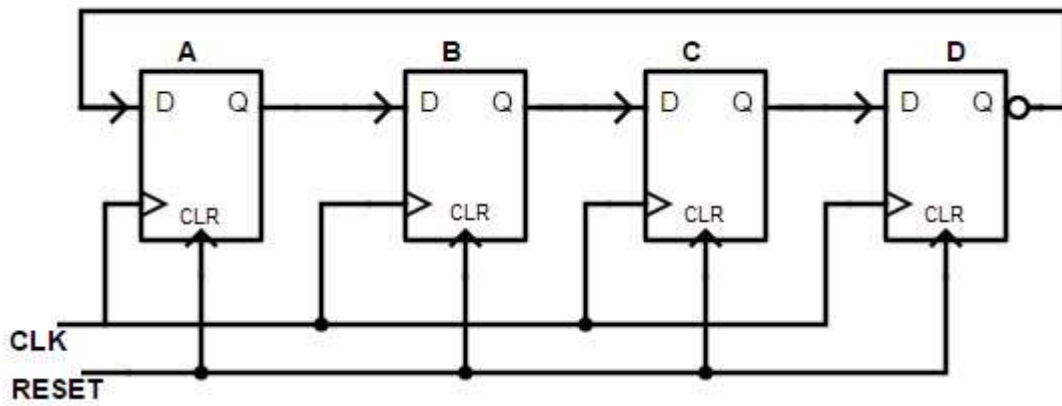 A B C D
D Q D Q D Q D Q
CLR CLR CLR CLR
CLK
RESET